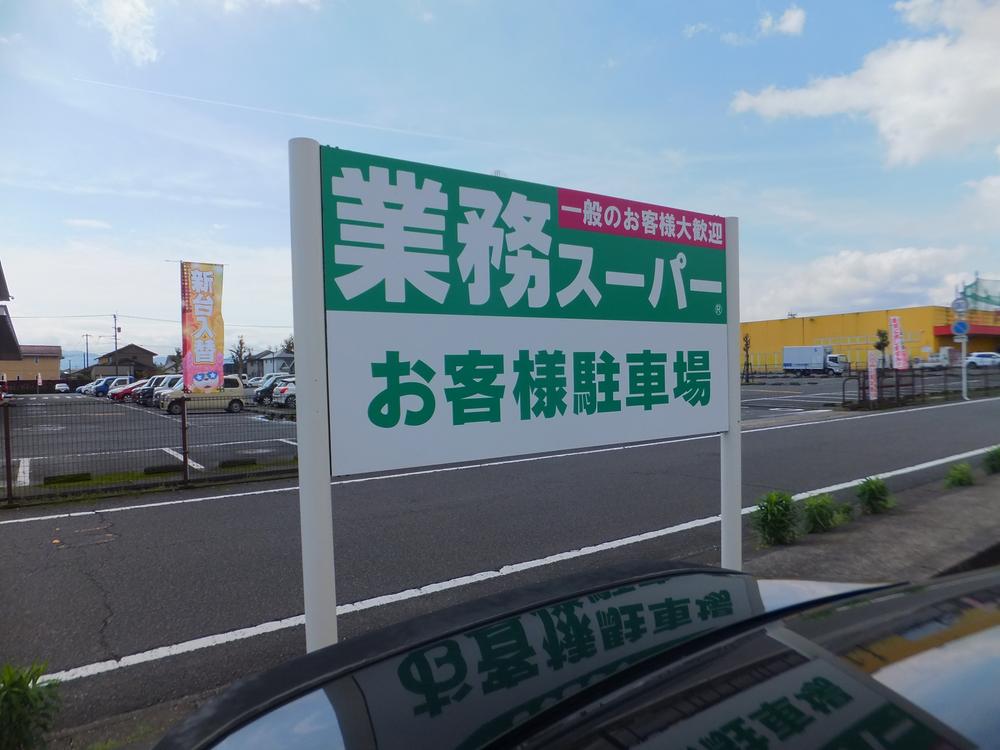 一般のお客様大歓迎
業務スーパー
®
お客様駐車場
新台入替